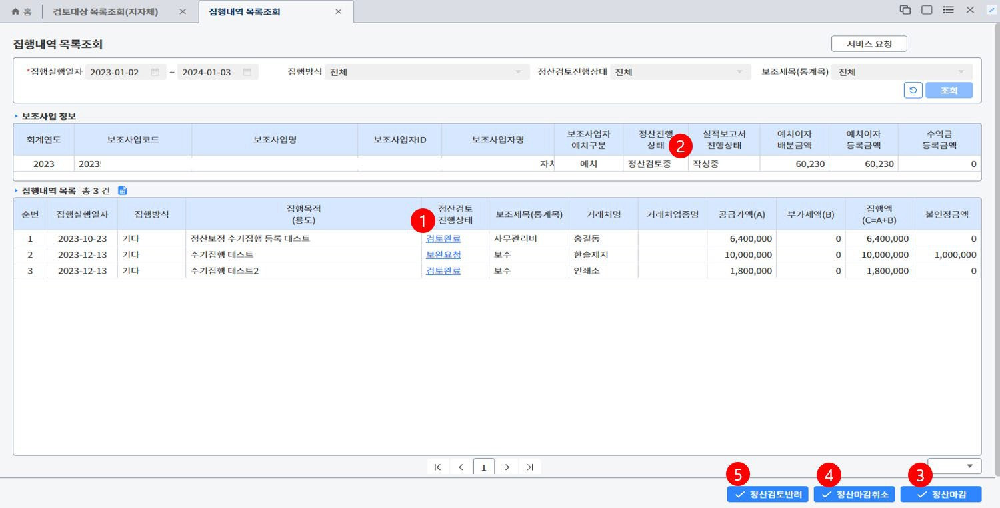 홈 검토대상 목록조회(지자체) 집행내역 목록조회
집행내역 목록조회 서비스 요청
*집행실행일자 2023-01-02 ~ 2024-01-03 집행방식 전체 정산검토진행상태 전체 보조세목(통계목) 전체
조회
보조사업 정보
회계연도 보조사업코드 보조사업명 보조사업자ID 보조사업자명 보조사업자 예치구분 정산진행 상태 2 실적보고서 진행상태 예치이자 배분금액 예치이자 등록금액 수익금 등록금액
2023 2023 예치 정산검토중 작성중 60,230 60,230 0
집행내역 목록 총 3 건
순번 집행실행일자 집행방식 집행목적 (용도) 1 정산검토 진행상태 보조세목(통계목) 거래처명 거래처업종명 공급가액(A) 부가세액(B) 집행액 (C=A+B) 불인정금액
1 2023-10-23 기타 정산보정 수기집행 등록 테스트 검토완료 사무관리비 홍길동 6,400,000 0 6,400,000 0
2 2023-12-13 기타 수기집행 테스트 보완요청 보수 한솔제지 10,000,000 0 10,000,000 1,000,000
3 2023-12-13 기타 수기집행 테스트2 검토완료 보수 인쇄소 1,800,000 0 1,800,000 0
1
5 4 3
정산검토반려 정산마감취소 정산마감